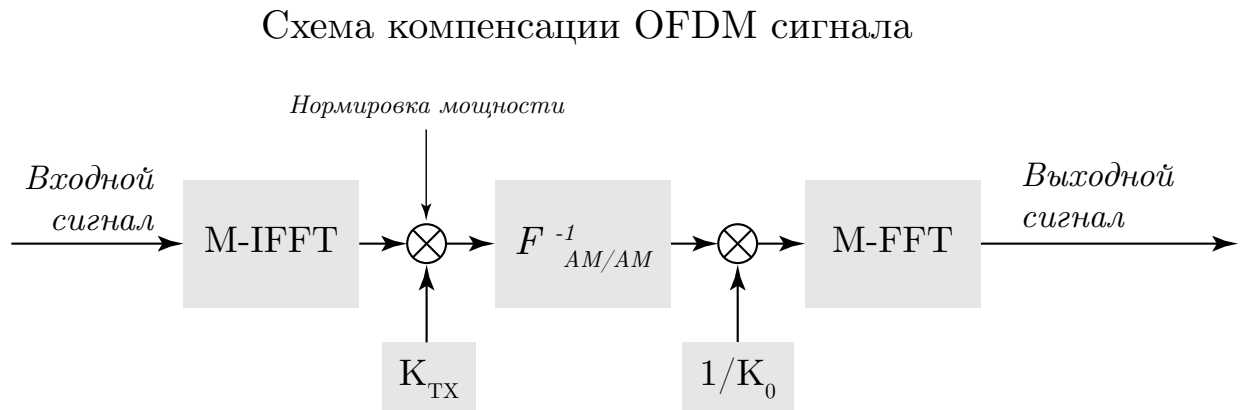 Схема компенсации OFDM сигнала
Нормировка мощности
Входной
сигнал
M-IFFT
F -1 AM/AM
M-FFT
Выходной
сигнал
K_TX
1/K_0